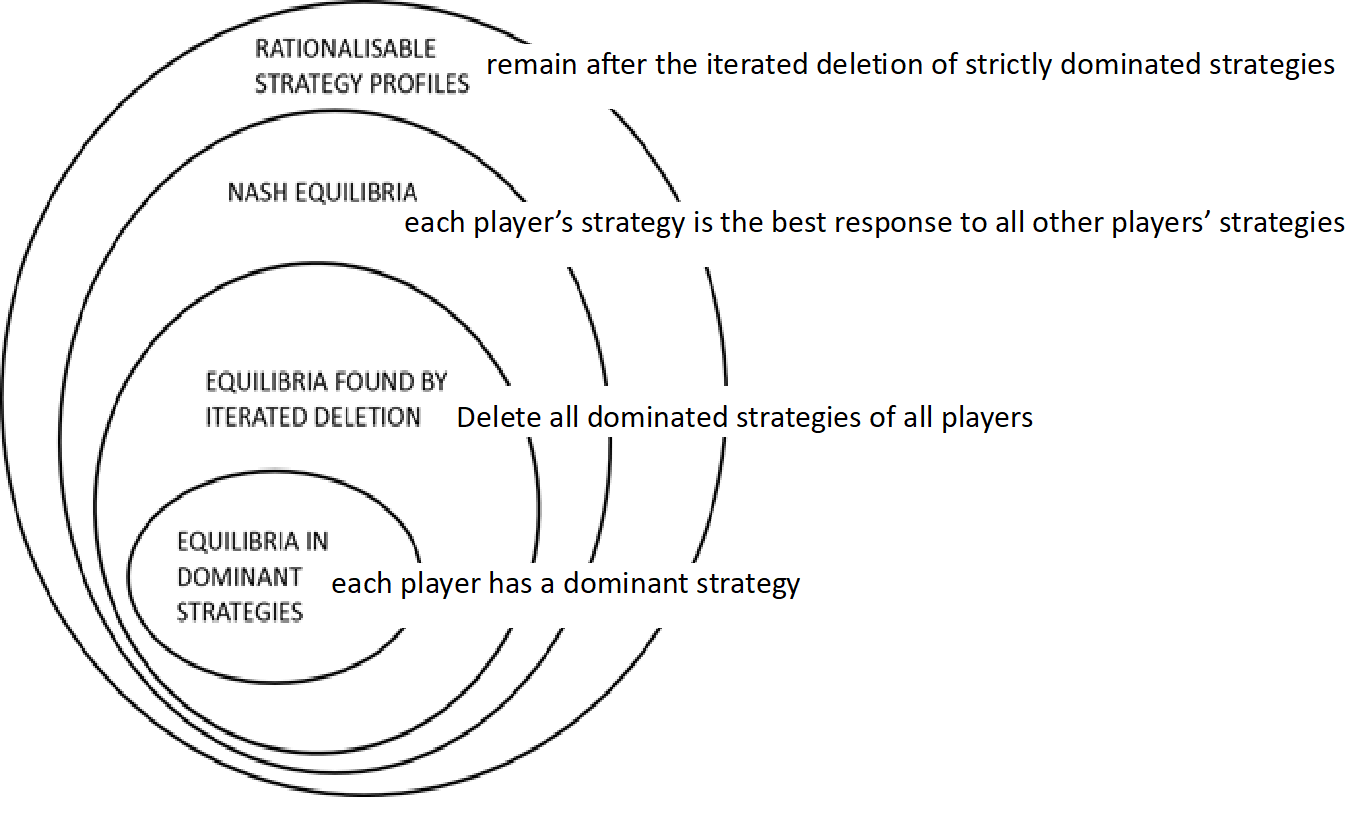 RATIONALISABLE
STRATEGY PROFILES
remain after the iterated deletion of strictly dominated strategies
NASH EQUILIBRIA
each player’s strategy is the best response to all other players’ strategies
EQUILIBRIA FOUND BY
ITERATED DELETION
Delete all dominated strategies of all players
EQUILIBRIA IN
DOMINANT
STRATEGIES
each player has a dominant strategy